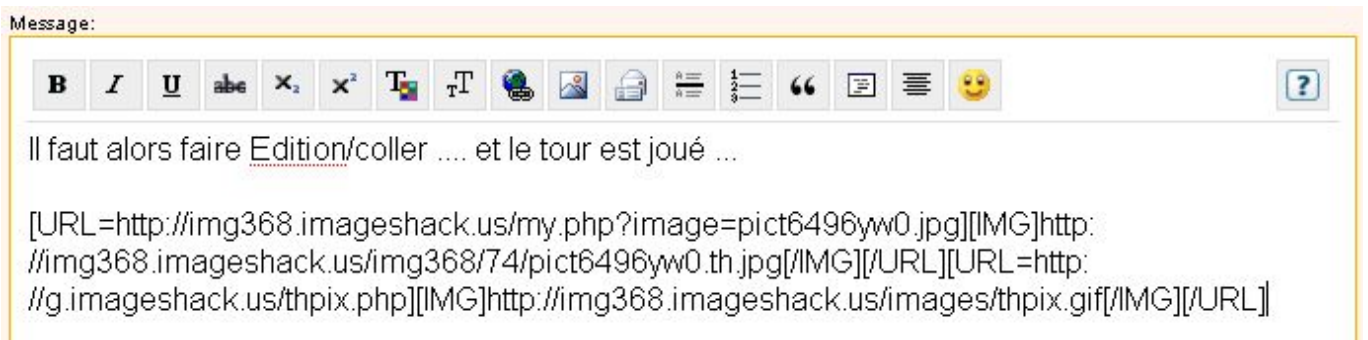 Message:
B I U abc x₂ x² T TT
Il faut alors faire Edition/coller .... et le tour est joué ...
[URL=http://img368.imageshack.us/my.php?image=pict6496yw0.jpg][IMG]http:
//img368.imageshack.us/img368/74/pict6496yw0.th.jpg[/IMG][/URL][URL=http:
//g.imageshack.us/thpix.php][IMG]http://img368.imageshack.us/images/thpix.gif[/IMG][/URL]